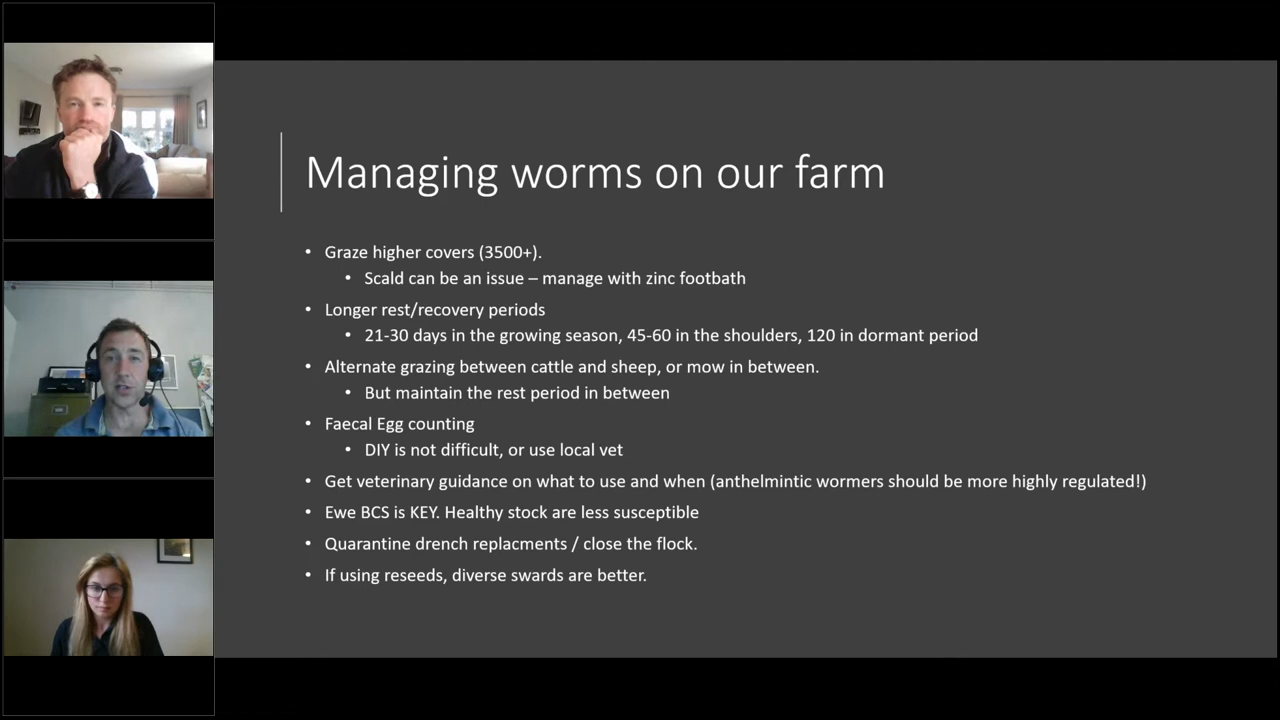 Managing worms on our farm
• Graze higher covers (3500+).
• Scald can be an issue – manage with zinc footbath
• Longer rest/recovery periods
• 21-30 days in the growing season, 45-60 in the shoulders, 120 in dormant period
• Alternate grazing between cattle and sheep, or mow in between.
• But maintain the rest period in between
• Faecal Egg counting
• DIY is not difficult, or use local vet
• Get veterinary guidance on what to use and when (anthelmintic wormers should be more highly regulated!)
• Ewe BCS is KEY. Healthy stock are less susceptible
• Quarantine drench replacments / close the flock.
• If using reseeds, diverse swards are better.